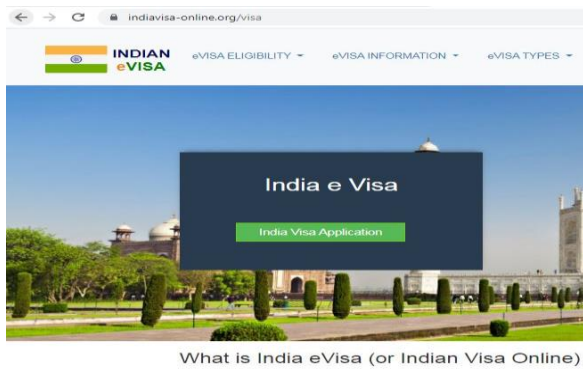 indiavisa-online.org/visa
INDIAN
eVISA
eVISA ELIGIBILITY
eVISA INFORMATION
eVISA TYPES
India e Visa
India Visa Application
What is India eVisa (or Indian Visa Online)